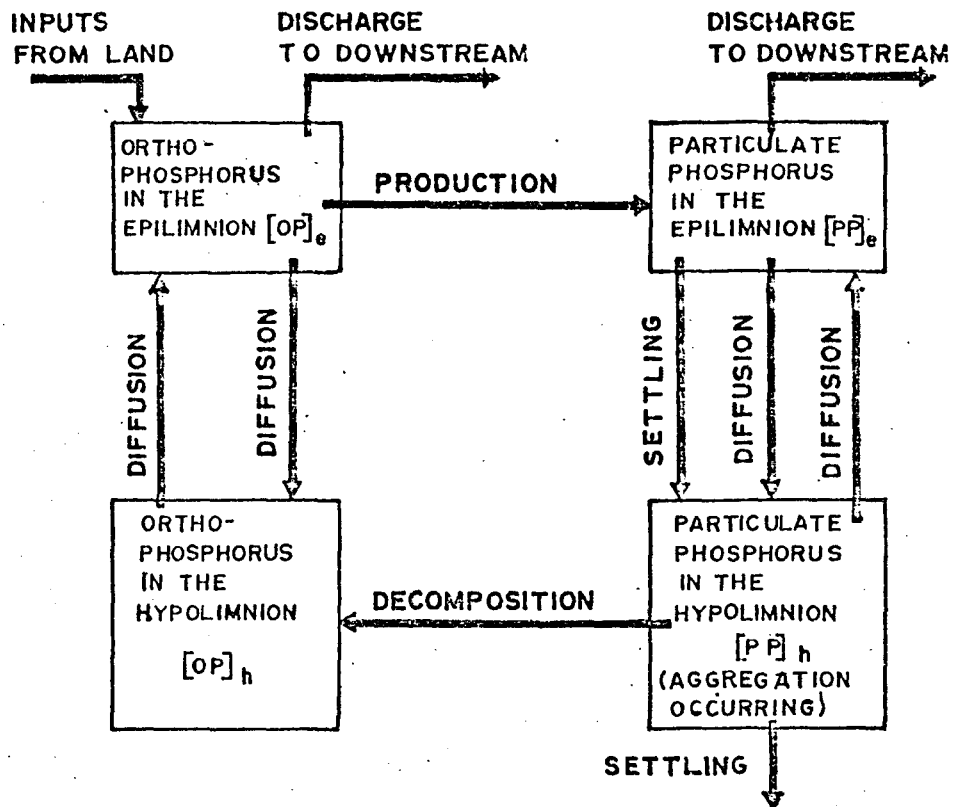 INPUTS
FROM LAND
DISCHARGE
TO DOWNSTREAM
DISCHARGE
TO DOWNSTREAM
ORTHO-
PHOSPHORUS
IN THE
EPILIMNION [OP]e
PRODUCTION
PARTICULATE
PHOSPHORUS
IN THE
EPILIMNION [PP]e
DIFFUSION
DIFFUSION
SETTLING
DIFFUSION
DIFFUSION
ORTHO-
PHOSPHORUS
IN THE
HYPOLIMNION
[OP]h
DECOMPOSITION
PARTICULATE
PHOSPHORUS
IN THE
HYPOLIMNION
[PP]h
(AGGREGATION
OCCURRING)
SETTLING